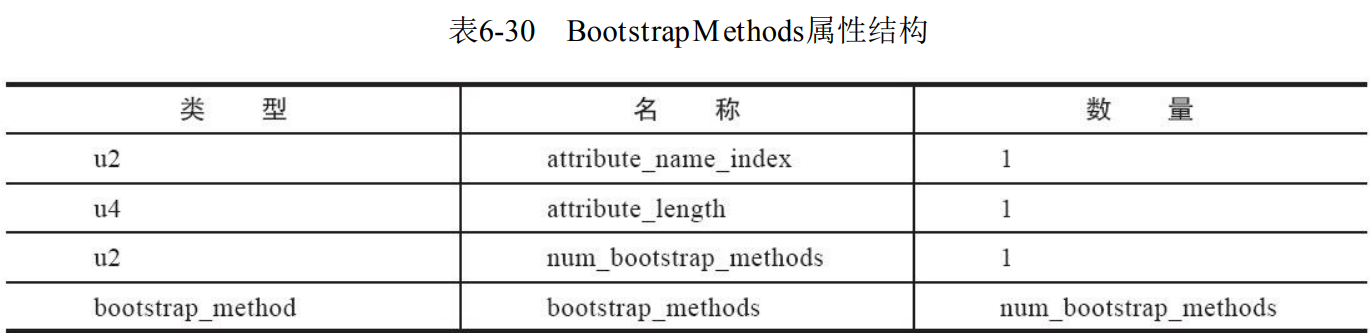 表6-30 BootstrapMethods属性结构
类 型 名 称 数 量
u2 attribute_name_index 1
u4 attribute_length 1
u2 num_bootstrap_methods 1
bootstrap_method bootstrap_methods num_bootstrap_methods